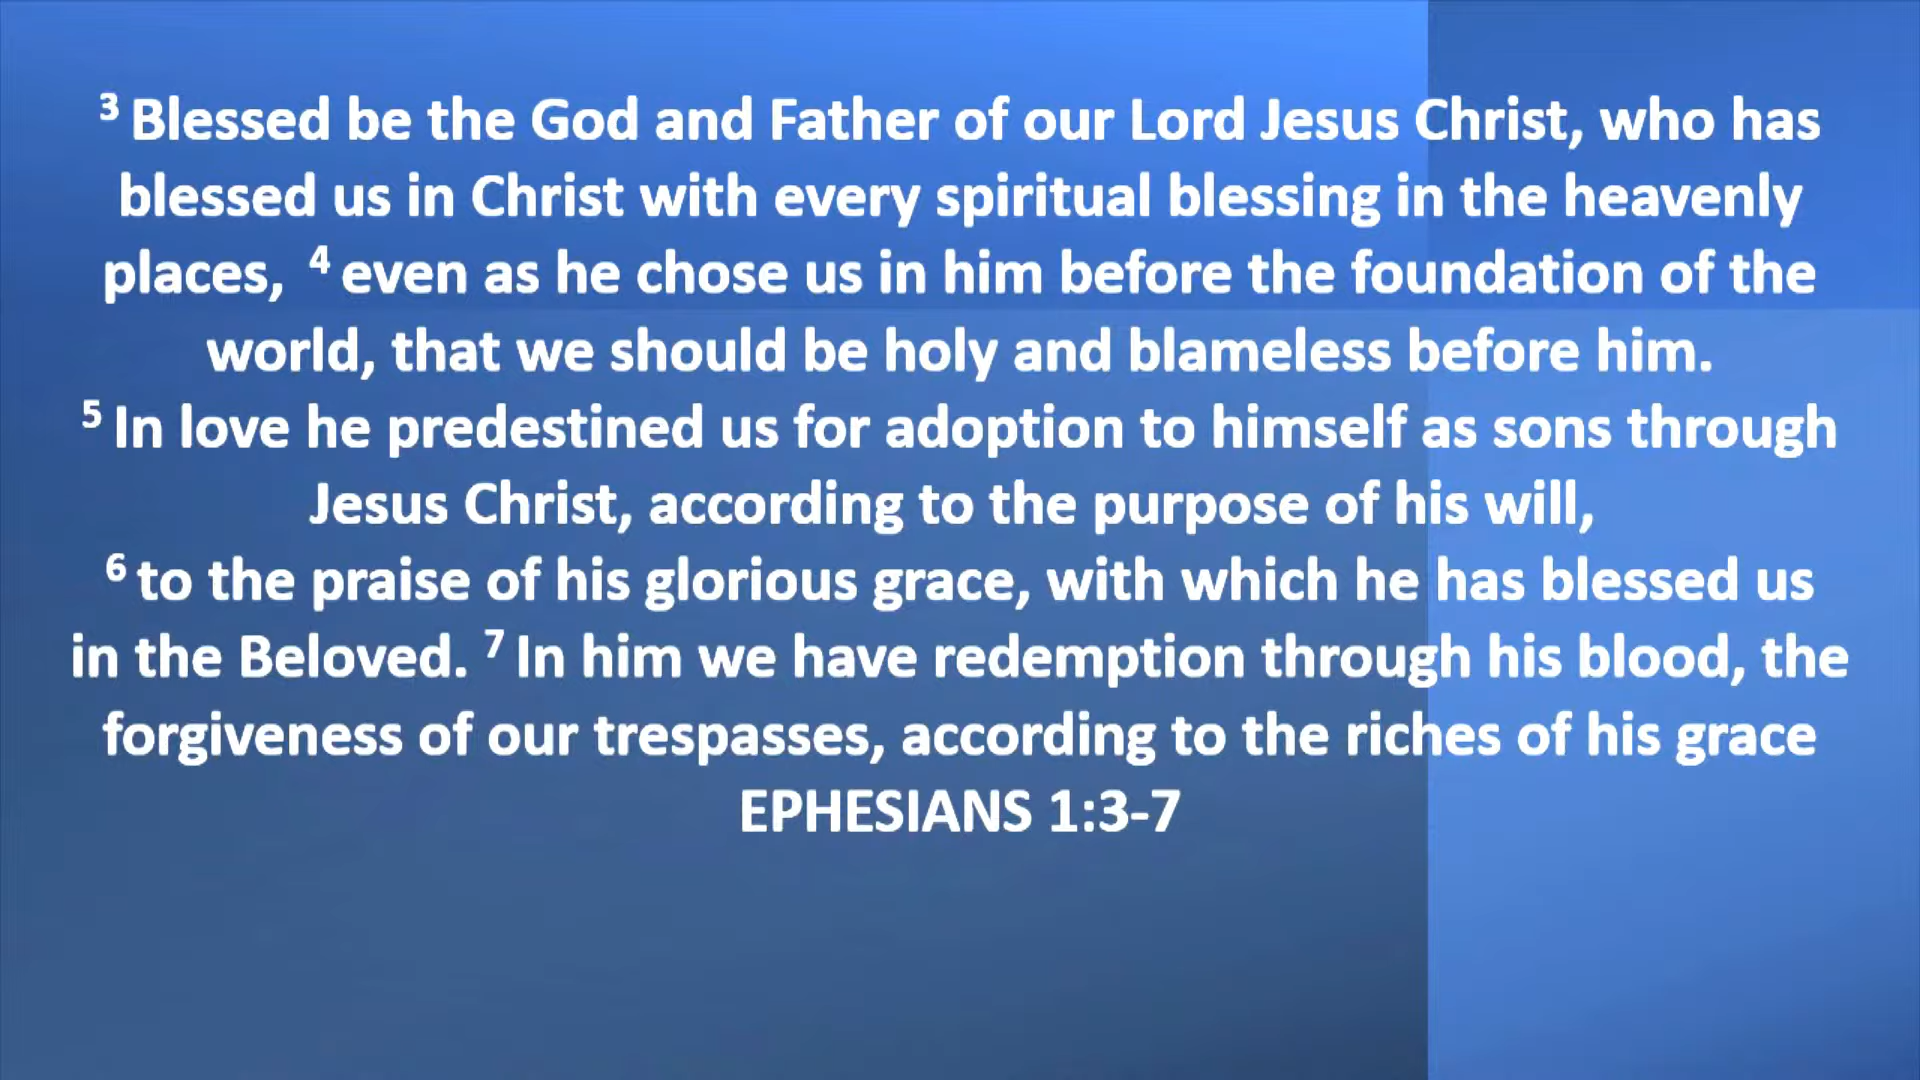 3 Blessed be the God and Father of our Lord Jesus Christ, who has
blessed us in Christ with every spiritual blessing in the heavenly
places, 4 even as he chose us in him before the foundation of the
world, that we should be holy and blameless before him.
5 In love he predestined us for adoption to himself as sons through
Jesus Christ, according to the purpose of his will,
6 to the praise of his glorious grace, with which he has blessed us
in the Beloved. 7 In him we have redemption through his blood, the
forgiveness of our trespasses, according to the riches of his grace
EPHESIANS 1:3-7